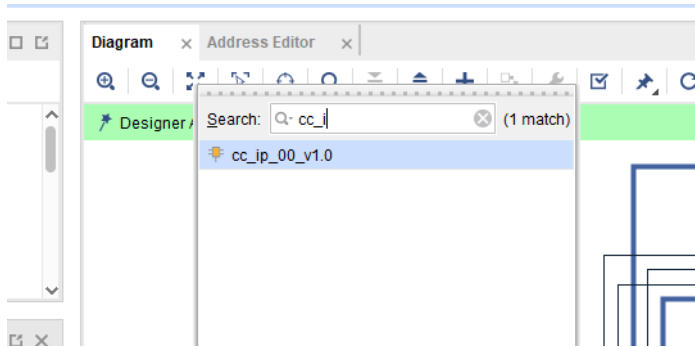 Diagram × Address Editor ×
Designer A
Search: cc_i (1 match)
cc_ip_00_v1.0